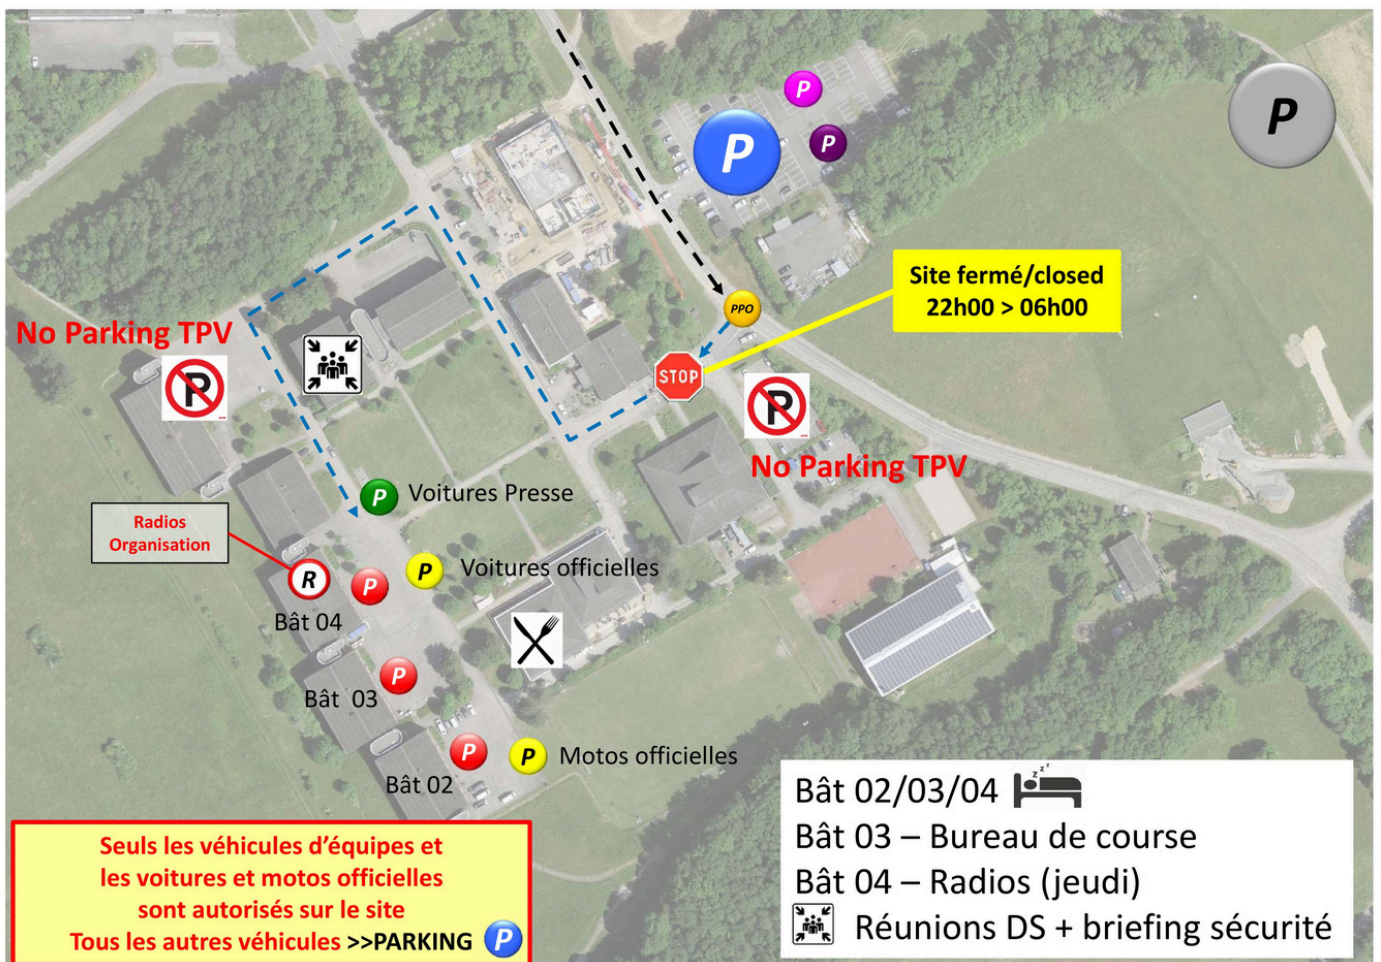 P
P
P
P
Site fermé/closed
22h00 > 06h00
PPO
No Parking TPV
P
STOP
P
No Parking TPV
P Voitures Presse
Radios
Organisation
R
P
P Voitures officielles
Bât 04
P
Bât  03
P
P Motos officielles
Bât 02
Seuls les véhicules d'équipes et
les voitures et motos officielles
sont autorisés sur le site
Tous les autres véhicules >>PARKING P
Bât 02/03/04 z z z
Bât 03 – Bureau de course
Bât 04 – Radios (jeudi)
Réunions DS + briefing sécurité